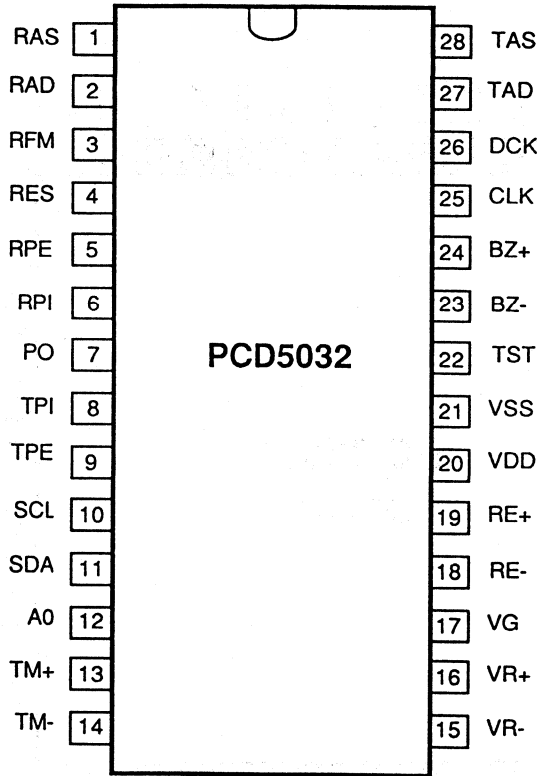 RAS 1 28 TAS
RAD 2 27 TAD
RFM 3 26 DCK
RES 4 25 CLK
RPE 5 24 BZ+
RPI 6 23 BZ-
PO 7 PCD5032 22 TST
TPI 8 21 VSS
TPE 9 20 VDD
SCL 10 19 RE+
SDA 11 18 RE-
A0 12 17 VG
TM+ 13 16 VR+
TM- 14 15 VR-